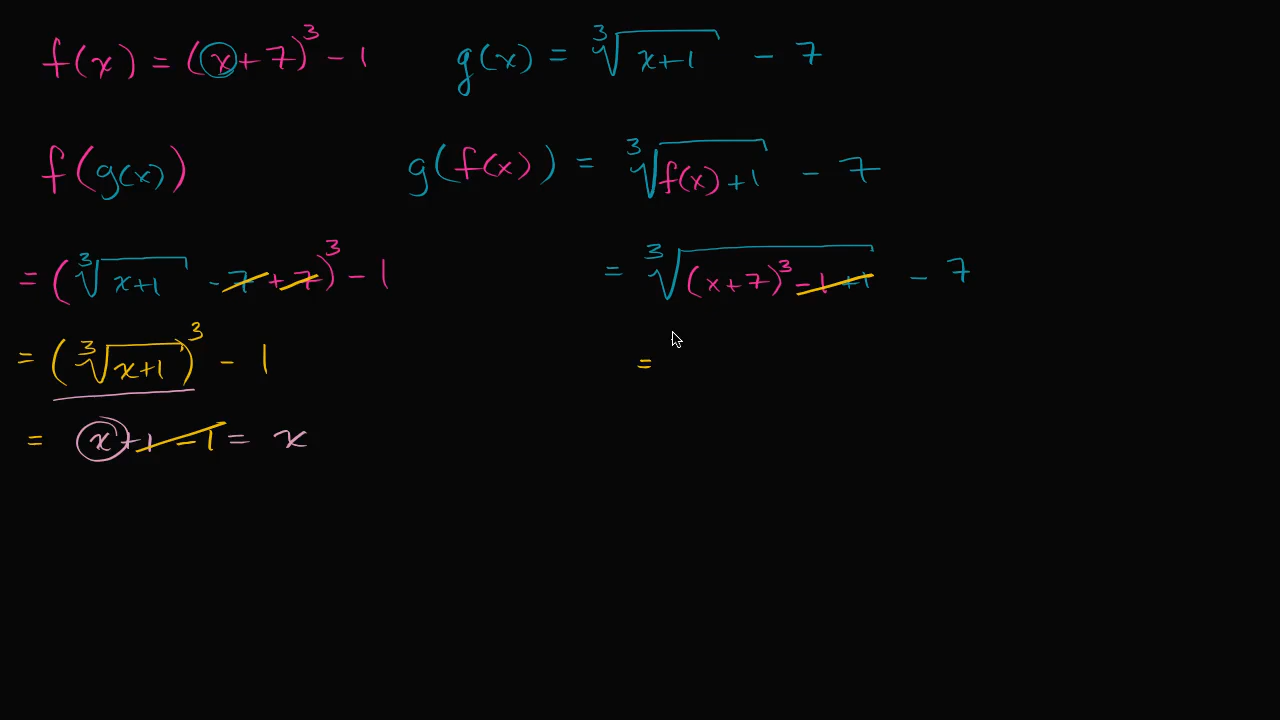 f(x) = (x+7)³ - 1
g(x) = ∛(x+1) - 7
f(g(x))
g(f(x)) = ∛(f(x)+1) - 7
= (∛(x+1) - 7 + 7)³ - 1
= ∛((x+7)³ - 1 + 1) - 7
= (∛(x+1))³ - 1
=
= x+1 - 1 = x